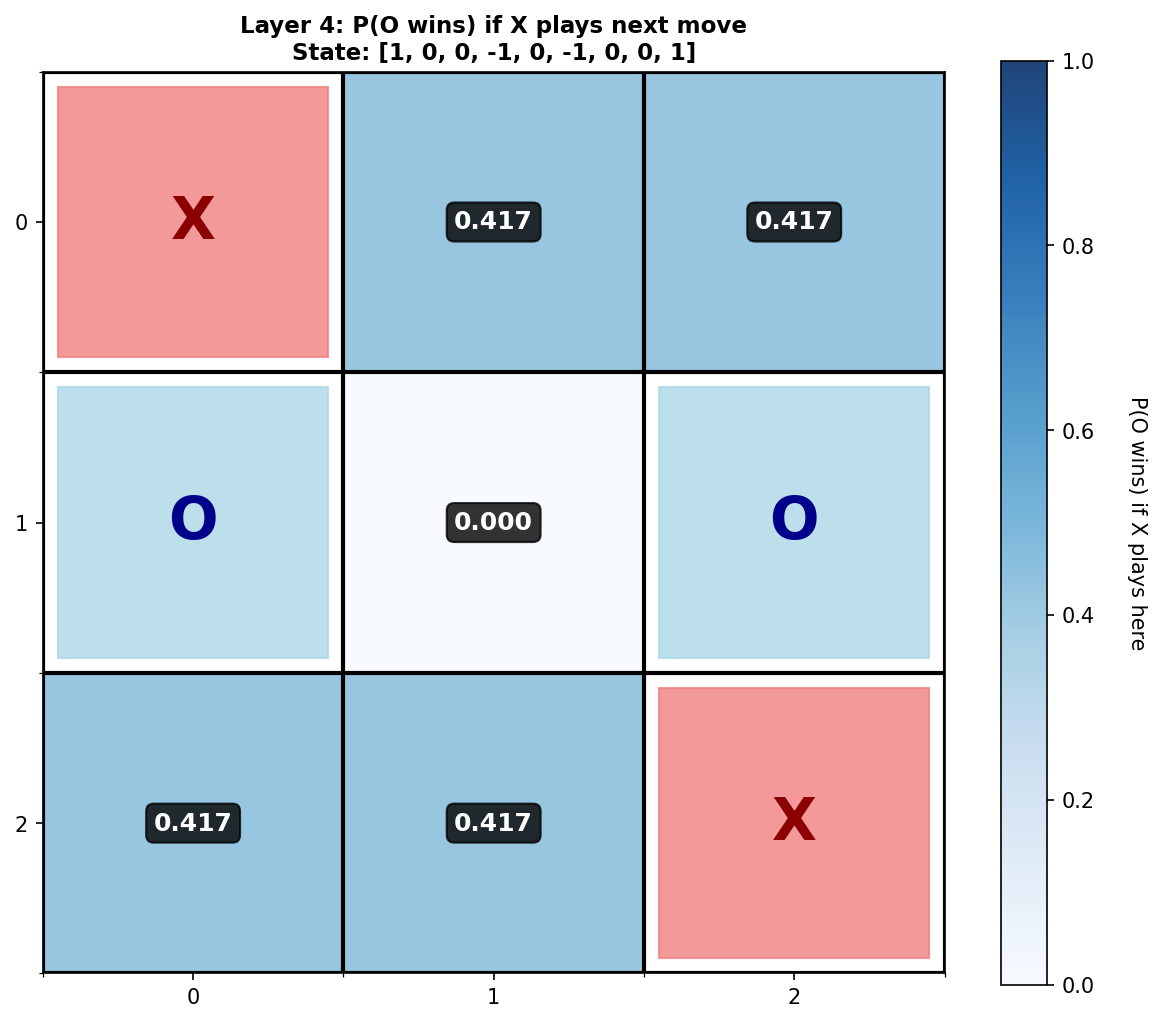 Layer 4: P(O wins) if X plays next move
State: [1, 0, 0, -1, 0, -1, 0, 0, 1]
0
X
0.417
0.417
1
O
0.000
O
2
0.417
0.417
X
0
1
2
1.0
0.8
0.6
0.4
0.2
0.0
P(O wins) if X plays here